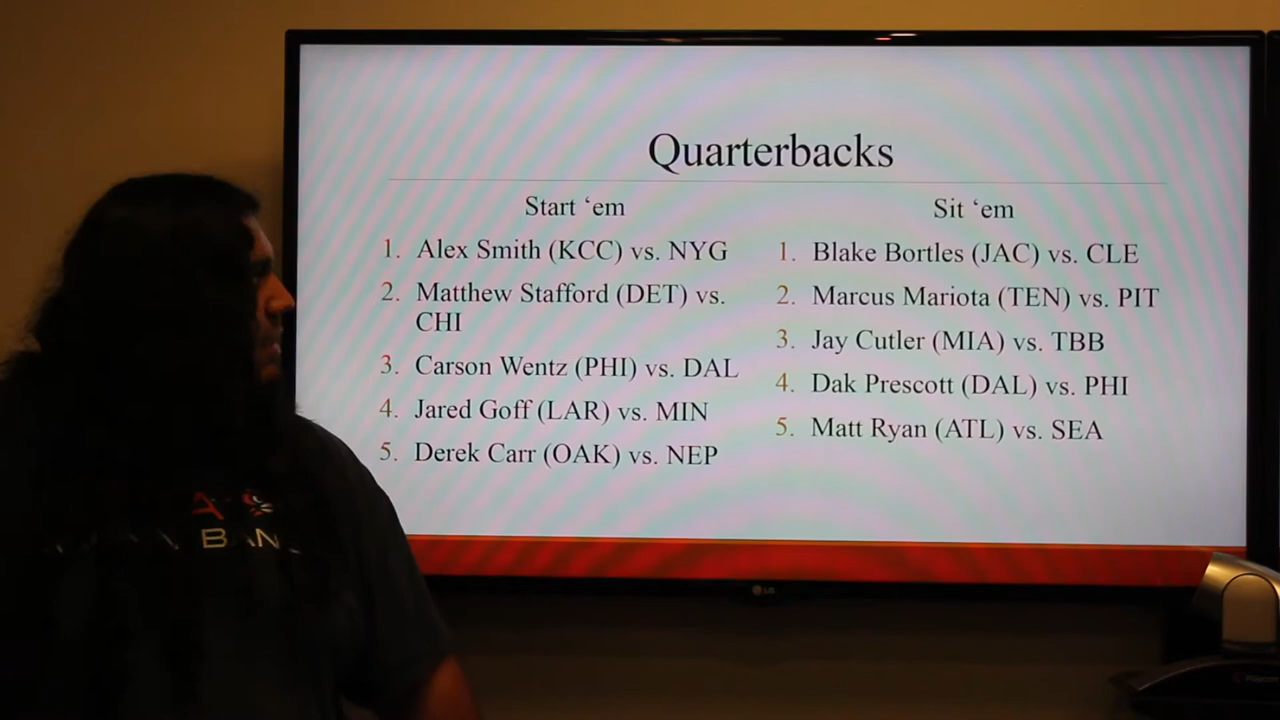 Quarterbacks
Start ‘em
1. Alex Smith (KCC) vs. NYG
2. Matthew Stafford (DET) vs.
CHI
3. Carson Wentz (PHI) vs. DAL
4. Jared Goff (LAR) vs. MIN
5. Derek Carr (OAK) vs. NEP
Sit ‘em
1. Blake Bortles (JAC) vs. CLE
2. Marcus Mariota (TEN) vs. PIT
3. Jay Cutler (MIA) vs. TBB
4. Dak Prescott (DAL) vs. PHI
5. Matt Ryan (ATL) vs. SEA
LG